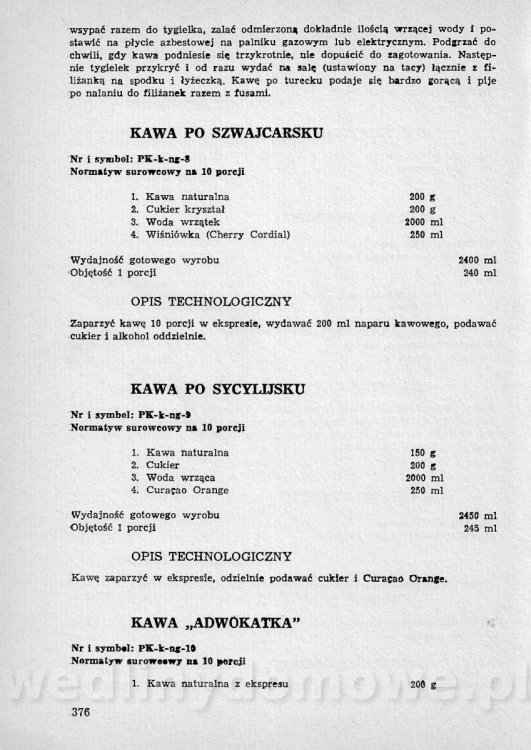 wsypać razem do tygielka, zalać odmierzoną dokładnie ilością wrzącej wody i po-
stawić na płycie azbestowej na palniku gazowym lub elektrycznym. Podgrzać do
chwili, gdy kawa podniesie się trzykrotnie, nie dopuścić do zagotowania. Następ-
nie tygielek przykryć i od razu wydać na salę (ustawiony na tacy) łącznie z fi-
liżanką na spodku i łyżeczką. Kawę po turecku podaje się bardzo gorącą i pije
po nalaniu do filiżanek razem z fusami.
KAWA PO SZWAJCARSKU
Nr i symbol: PK-k-ng-8
Normatyw surowcowy na 10 porcji
1. Kawa naturalna 200 g
2. Cukier kryształ 200 g
3. Woda wrzątek 2000 ml
4. Wiśniówka (Cherry Cordial) 250 ml
Wydajność gotowego wyrobu 2400 ml
Objętość 1 porcji 240 ml
OPIS TECHNOLOGICZNY
Zaparzyć kawę 10 porcji w ekspresie, wydawać 200 ml naparu kawowego, podawać
cukier i alkohol oddzielnie.
KAWA PO SYCYLIJSKU
Nr i symbol: PK-k-ng-9
Normatyw surowcowy na 10 porcji
1. Kawa naturalna 150 g
2. Cukier 200 g
3. Woda wrząca 2000 ml
4. Curaçao Orange 250 ml
Wydajność gotowego wyrobu 2450 ml
Objętość 1 porcji 245 ml
OPIS TECHNOLOGICZNY
Kawę zaparzyć w ekspresie, odzielnie podawać cukier i Curaçao Orange.
KAWA „ADWOKATKA”
Nr i symbol: PK-k-ng-10
Normatyw surowcowy na 10 porcji
1. Kawa naturalna z ekspresu 200 g
wedlinydomowe.pl
376